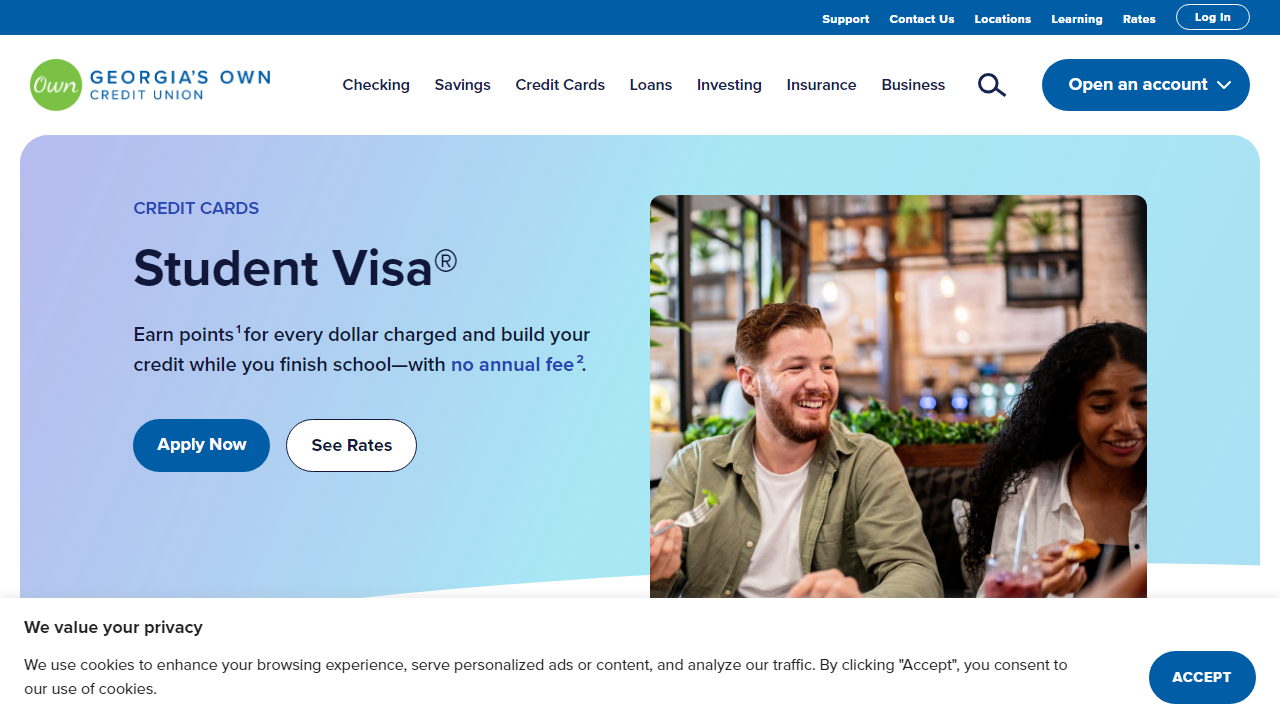 Support Contact Us Locations Learning Rates Log In
Own GEORGIA'S OWN
CREDIT UNION
Checking Savings Credit Cards Loans Investing Insurance Business Open an account
CREDIT CARDS
Student Visa®
Earn points¹ for every dollar charged and build your
credit while you finish school—with no annual fee².
Apply Now See Rates
We value your privacy
We use cookies to enhance your browsing experience, serve personalized ads or content, and analyze our traffic. By clicking "Accept", you consent to
our use of cookies.
ACCEPT